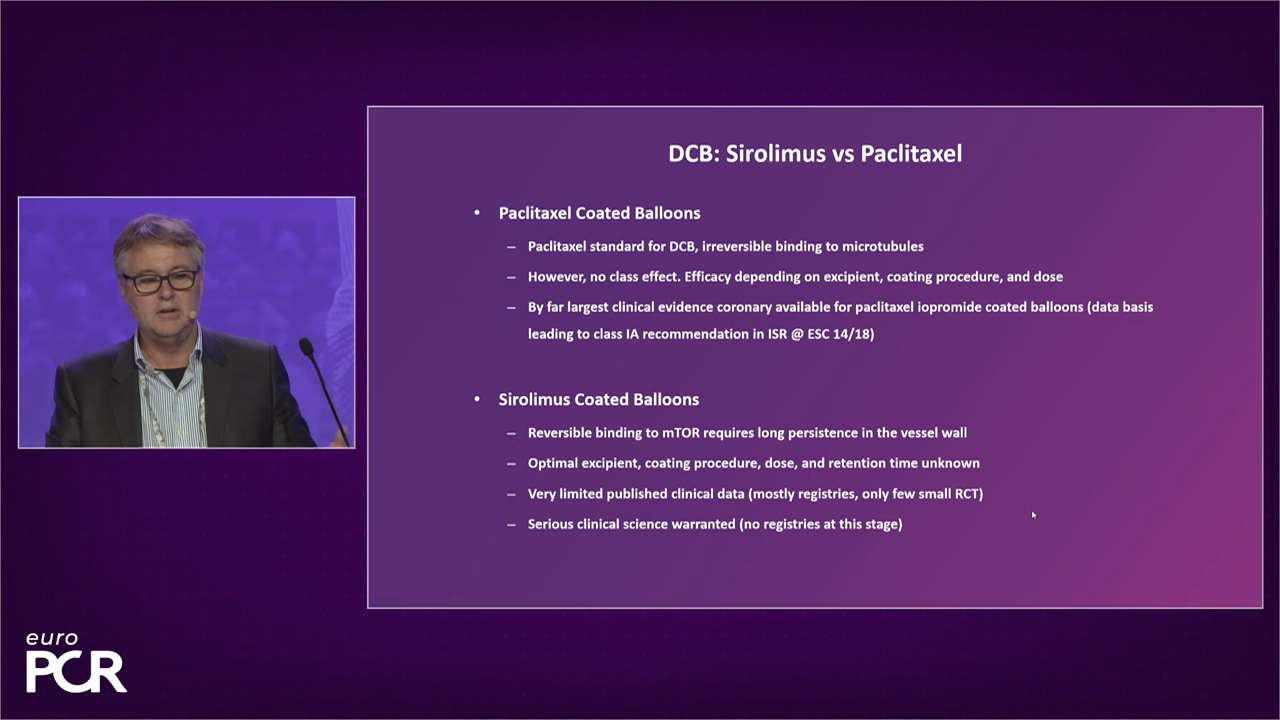 DCB: Sirolimus vs Paclitaxel
• Paclitaxel Coated Balloons
– Paclitaxel standard for DCB, irreversible binding to microtubules
– However, no class effect. Efficacy depending on excipient, coating procedure, and dose
– By far largest clinical evidence coronary available for paclitaxel iopromide coated balloons (data basis
leading to class IA recommendation in ISR @ ESC 14/18)
• Sirolimus Coated Balloons
– Reversible binding to mTOR requires long persistence in the vessel wall
– Optimal excipient, coating procedure, dose, and retention time unknown
– Very limited published clinical data (mostly registries, only few small RCT)
– Serious clinical science warranted (no registries at this stage)
euro
PCR